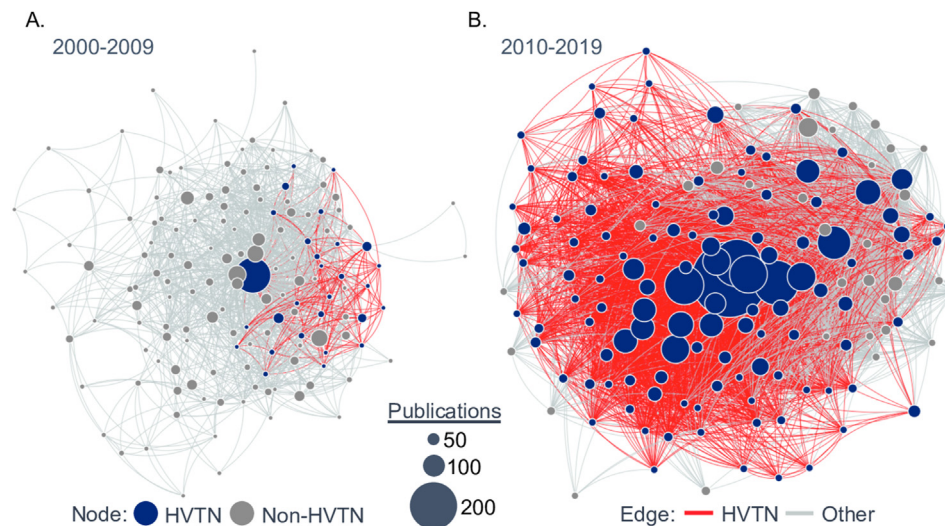 A.
2000-2009
B.
2010-2019
Publications
50
100
200
Node: HVTN Non-HVTN
Edge: HVTN Other